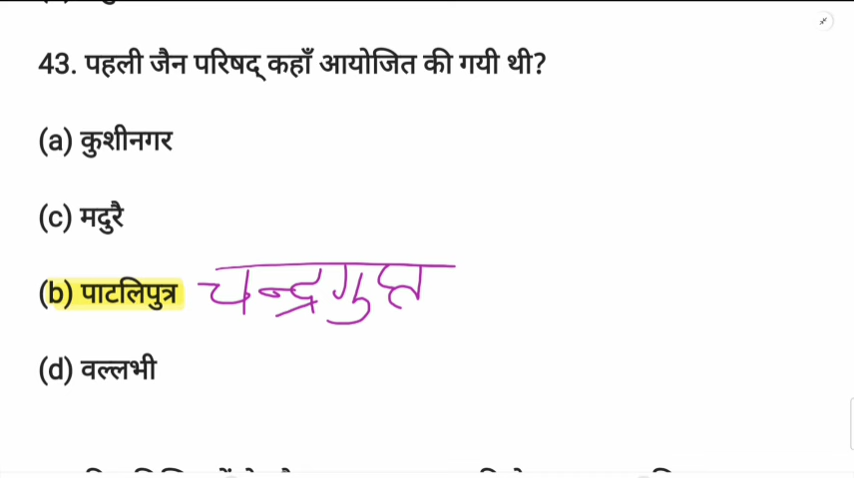 43. पहली जैन परिषद् कहाँ आयोजित की गयी थी?
(a) कुशीनगर
(c) मदुरै
(b) पाटलिपुत्र चन्द्रगुप्त
(d) वल्लभी